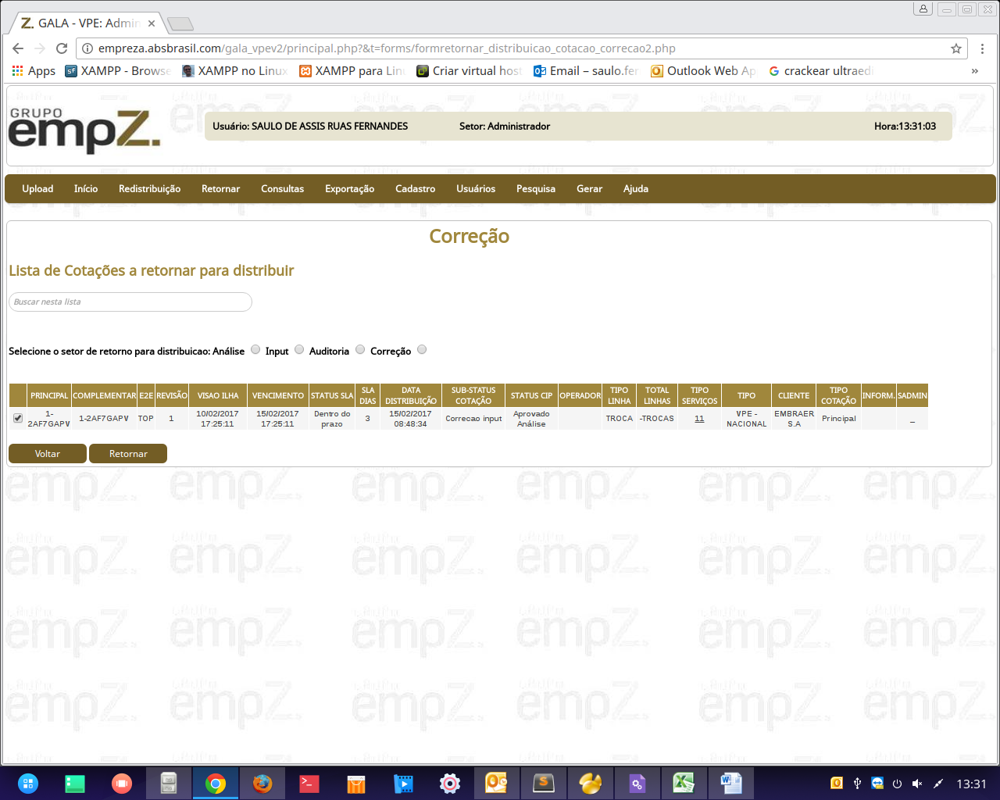 GALA - VPE: Admin
empreza.absbrasil.com/gala_vpev2/principal.php?&t=forms/formretornar_distribuicao_cotacao_correcao2.php
Apps XAMPP - Browse XAMPP no Linux XAMPP para Linu Criar virtual host Email – saulo.fer Outlook Web Ap crackear ultraedi »
GRUPO
empZ.
Usuário: SAULO DE ASSIS RUAS FERNANDES Setor: Administrador Hora:13:31:03
Upload Início Redistribuição Retornar Consultas Exportação Cadastro Usuários Pesquisa Gerar Ajuda
Correção
Lista de Cotações a retornar para distribuir
Buscar nesta lista
Selecione o setor de retorno para distribuicao: Análise Input Auditoria Correção
PRINCIPAL COMPLEMENTAR E2E REVISÃO VISAO ILHA VENCIMENTO STATUS SLA SLA DIAS DATA DISTRIBUIÇÃO SUB-STATUS COTAÇÃO STATUS CIP OPERADOR TIPO LINHA TOTAL LINHAS TIPO SERVIÇOS TIPO CLIENTE TIPO COTAÇÃO INFORM. SADMIN
1-2AF7GAPV 1-2AF7GAPV TOP 1 10/02/2017 17:25:11 15/02/2017 17:25:11 Dentro do prazo 3 15/02/2017 08:48:34 Correcao input Aprovado Análise TROCA -TROCAS 11 VPE - NACIONAL EMBRAER S.A Principal _
Voltar Retornar
13:31